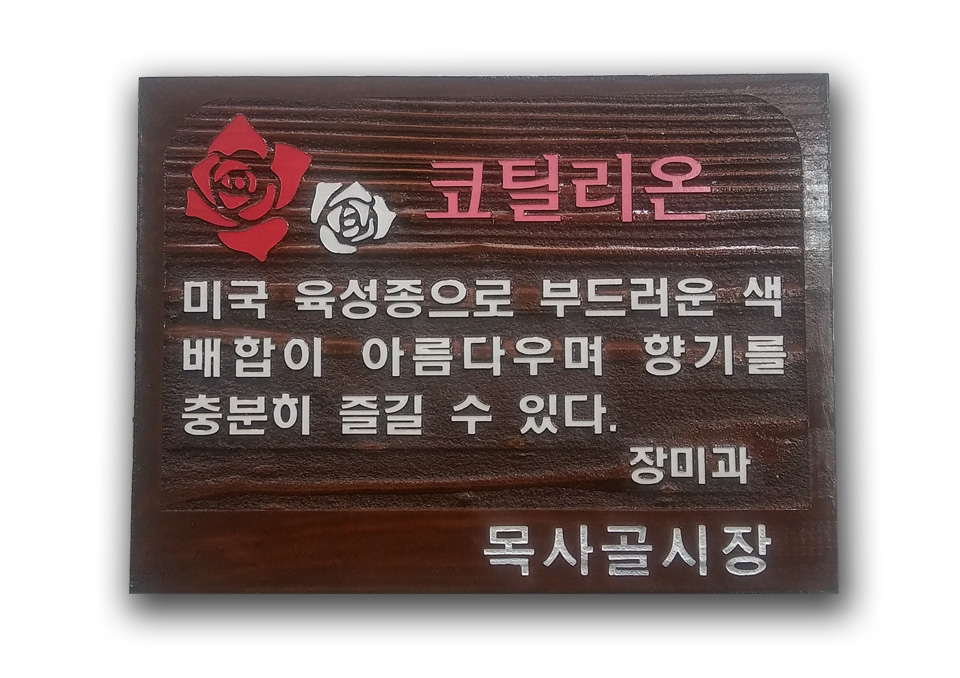 코틸리온
미국 육성종으로 부드러운 색
배합이 아름다우며 향기를
충분히 즐길 수 있다.
장미과
목사골시장